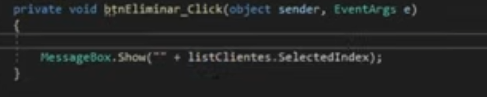 private void btnEliminar_Click(object sender, EventArgs e)
{
MessageBox.Show("" + listClientes.SelectedIndex);
}